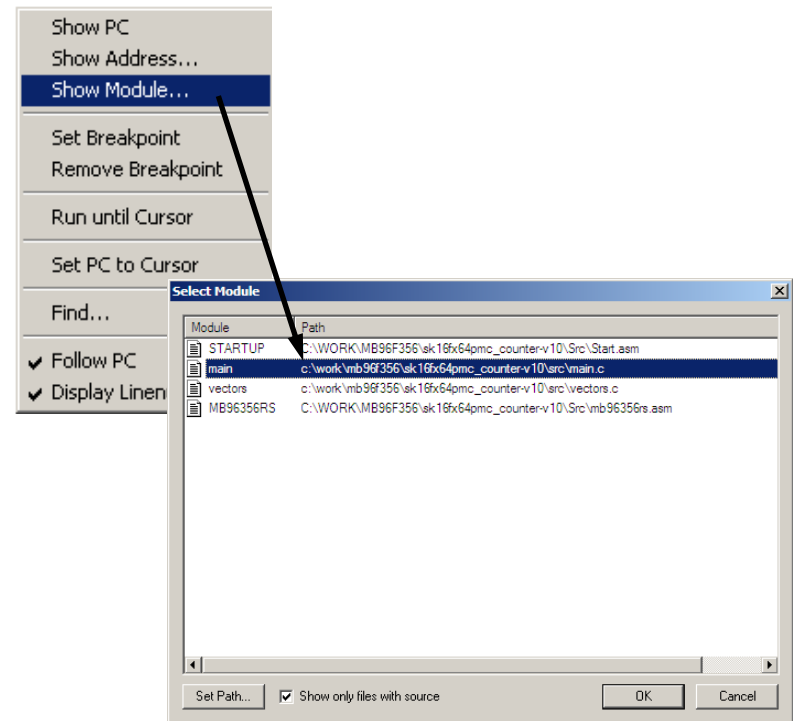 Show PC
Show Address...
Show Module...
Set Breakpoint
Remove Breakpoint
Run until Cursor
Set PC to Cursor
Find...
Follow PC
Display Linen
Select Module
Module Path
STARTUP C:\WORK\MB96F356\sk16fx64pmc_counter-v10\Src\Start.asm
main c:\work\mb96f356\sk16fx64pmc_counter-v10\src\main.c
vectors c:\work\mb96f356\sk16fx64pmc_counter-v10\src\vectors.c
MB96356RS C:\WORK\MB96F356\sk16fx64pmc_counter-v10\Src\mb96356rs.asm
Set Path... Show only files with source OK Cancel